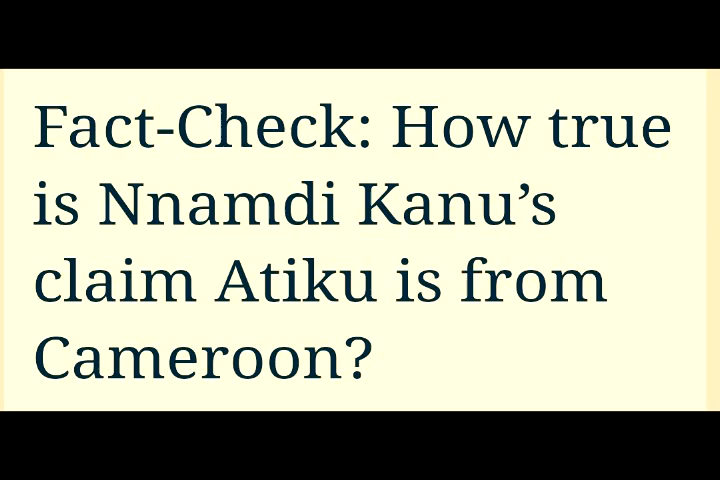 Fact-Check: How true
is Nnamdi Kanu’s
claim Atiku is from
Cameroon?